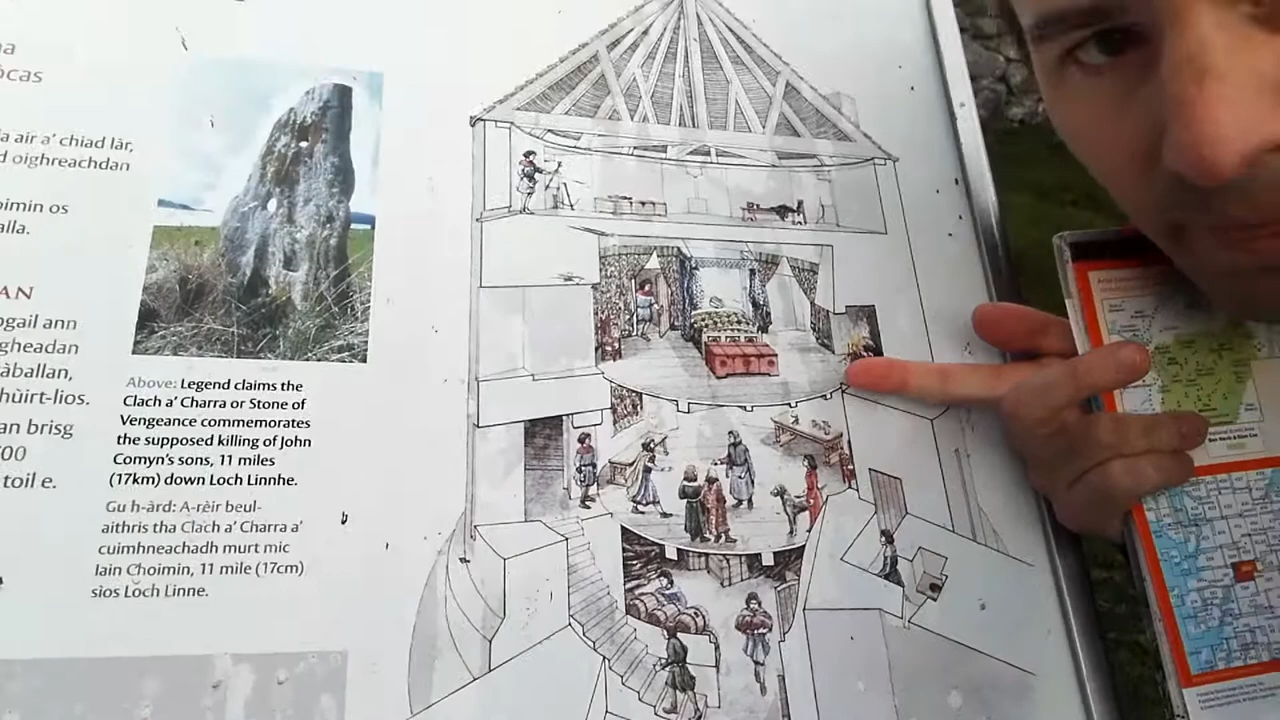 òcas
air a' chiad làr,
oighreachdan
oimin os
alla.
AN
ogail ann
gheadan
àballan,
hùirt-lios.
an brisg
toil e.
Above: Legend claims the
Clach a' Charra or Stone of
Vengeance commemorates
the supposed killing of John
Comyn's sons, 11 miles
(17km) down Loch Linnhe.
Gu h-àrd: A-rèir beul-
aithris tha Clach a' Charra a'
cuimhneachadh murt mic
Iain Choimin, 11 mile (17cm)
sìos Loch Linne.